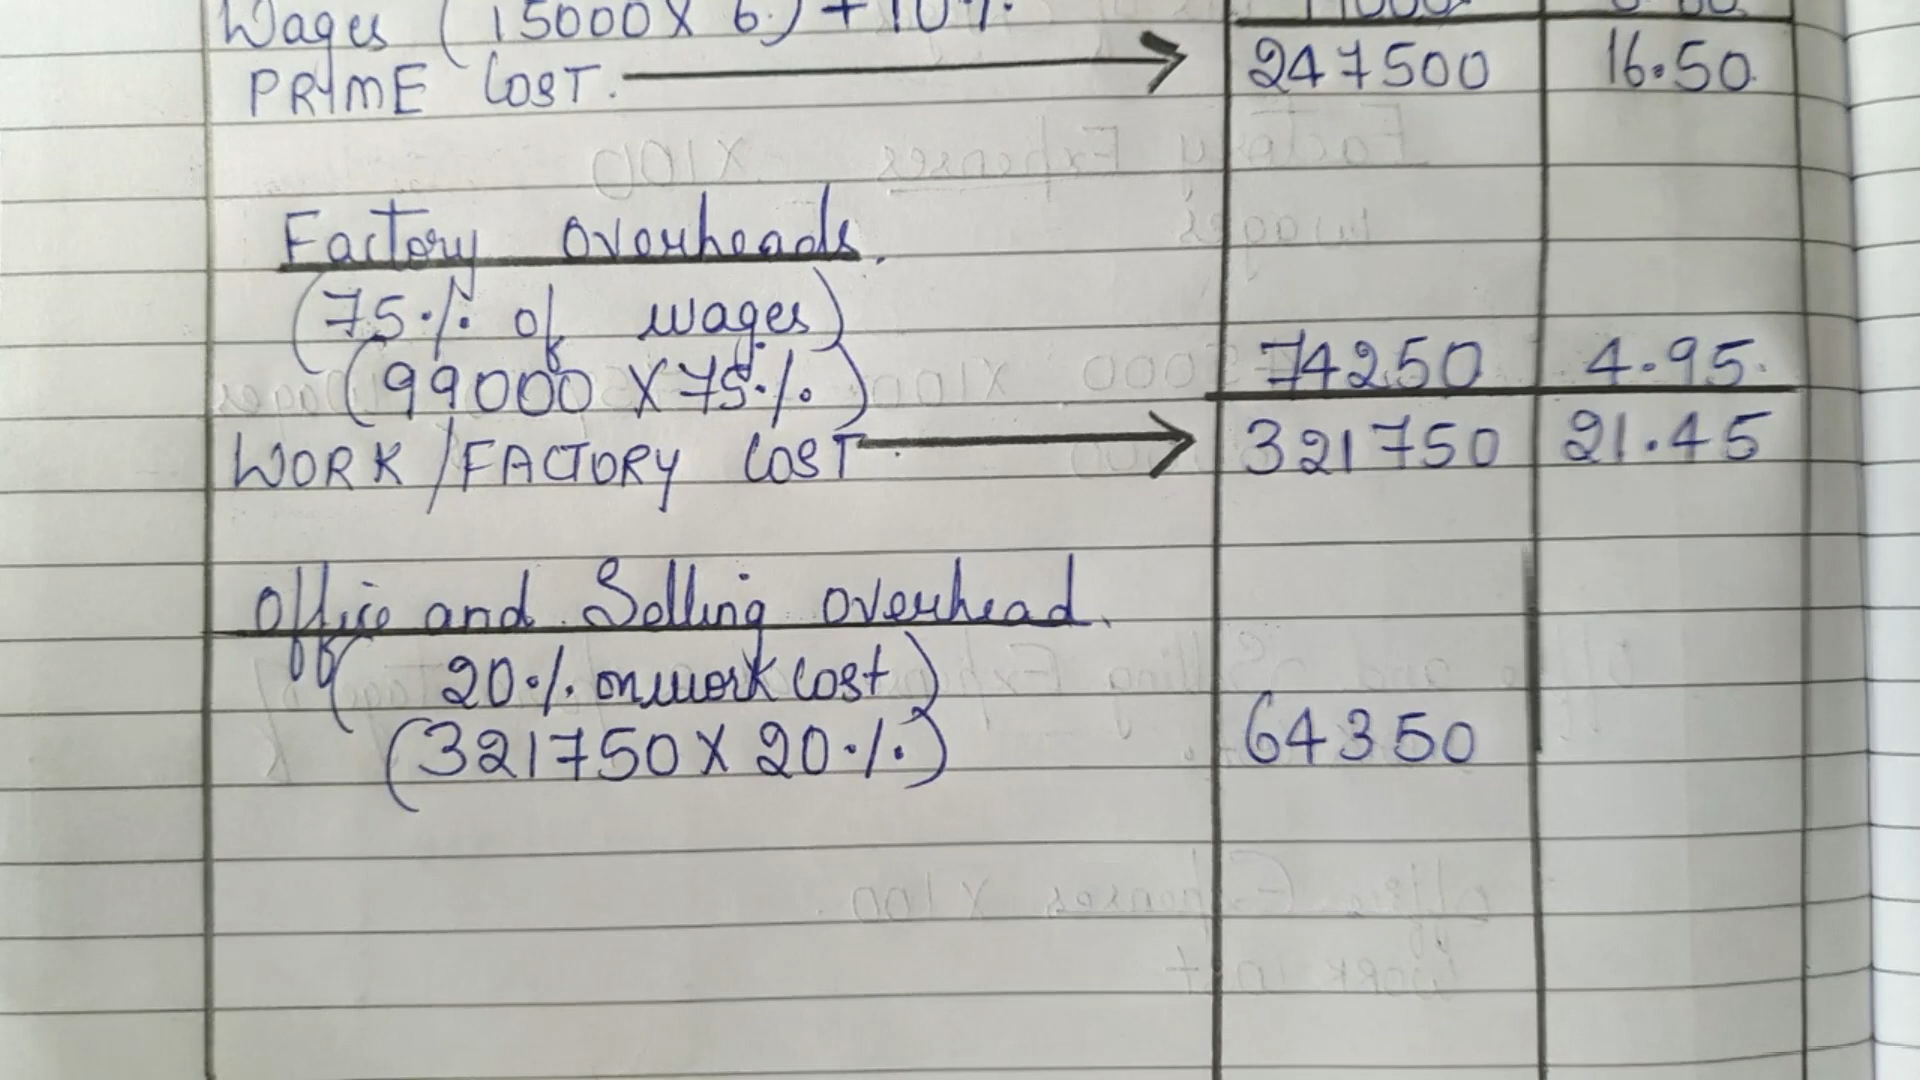 Wages (15000 X 6) + 10%
PRIME COST. 247500 16.50
Factory Overheads.
(75% of wages)
(99000 X 75%) 74250 4.95
WORK/FACTORY COST 321750 21.45
Office and Selling overhead.
(20% on work cost)
(321750 X 20%) 64350